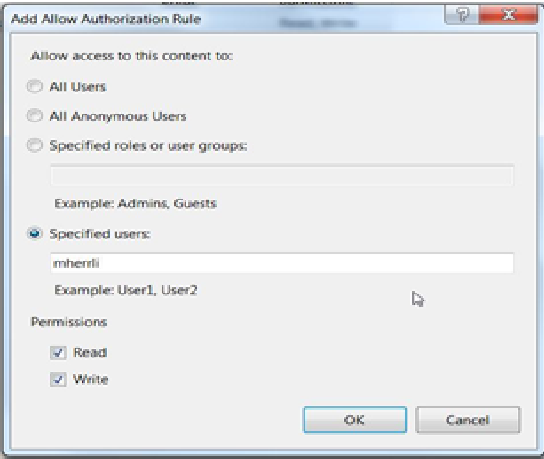 Add Allow Authorization Rule
Allow access to this content to:
All Users
All Anonymous Users
Specified roles or user groups:
Example: Admins, Guests
Specified users:
mherrli
Example: User1, User2
Permissions
Read
Write
OK Cancel